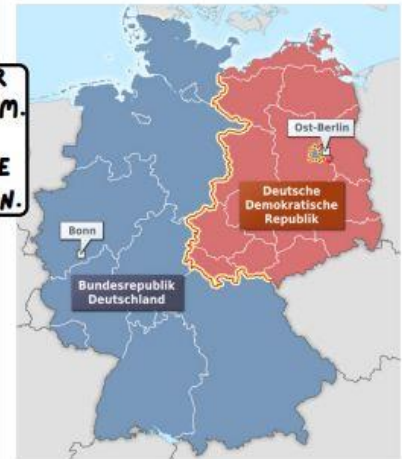 R
M.
E
N.
Ost-Berlin
Deutsche
Demokratische
Republik
Bonn
Bundesrepublik
Deutschland